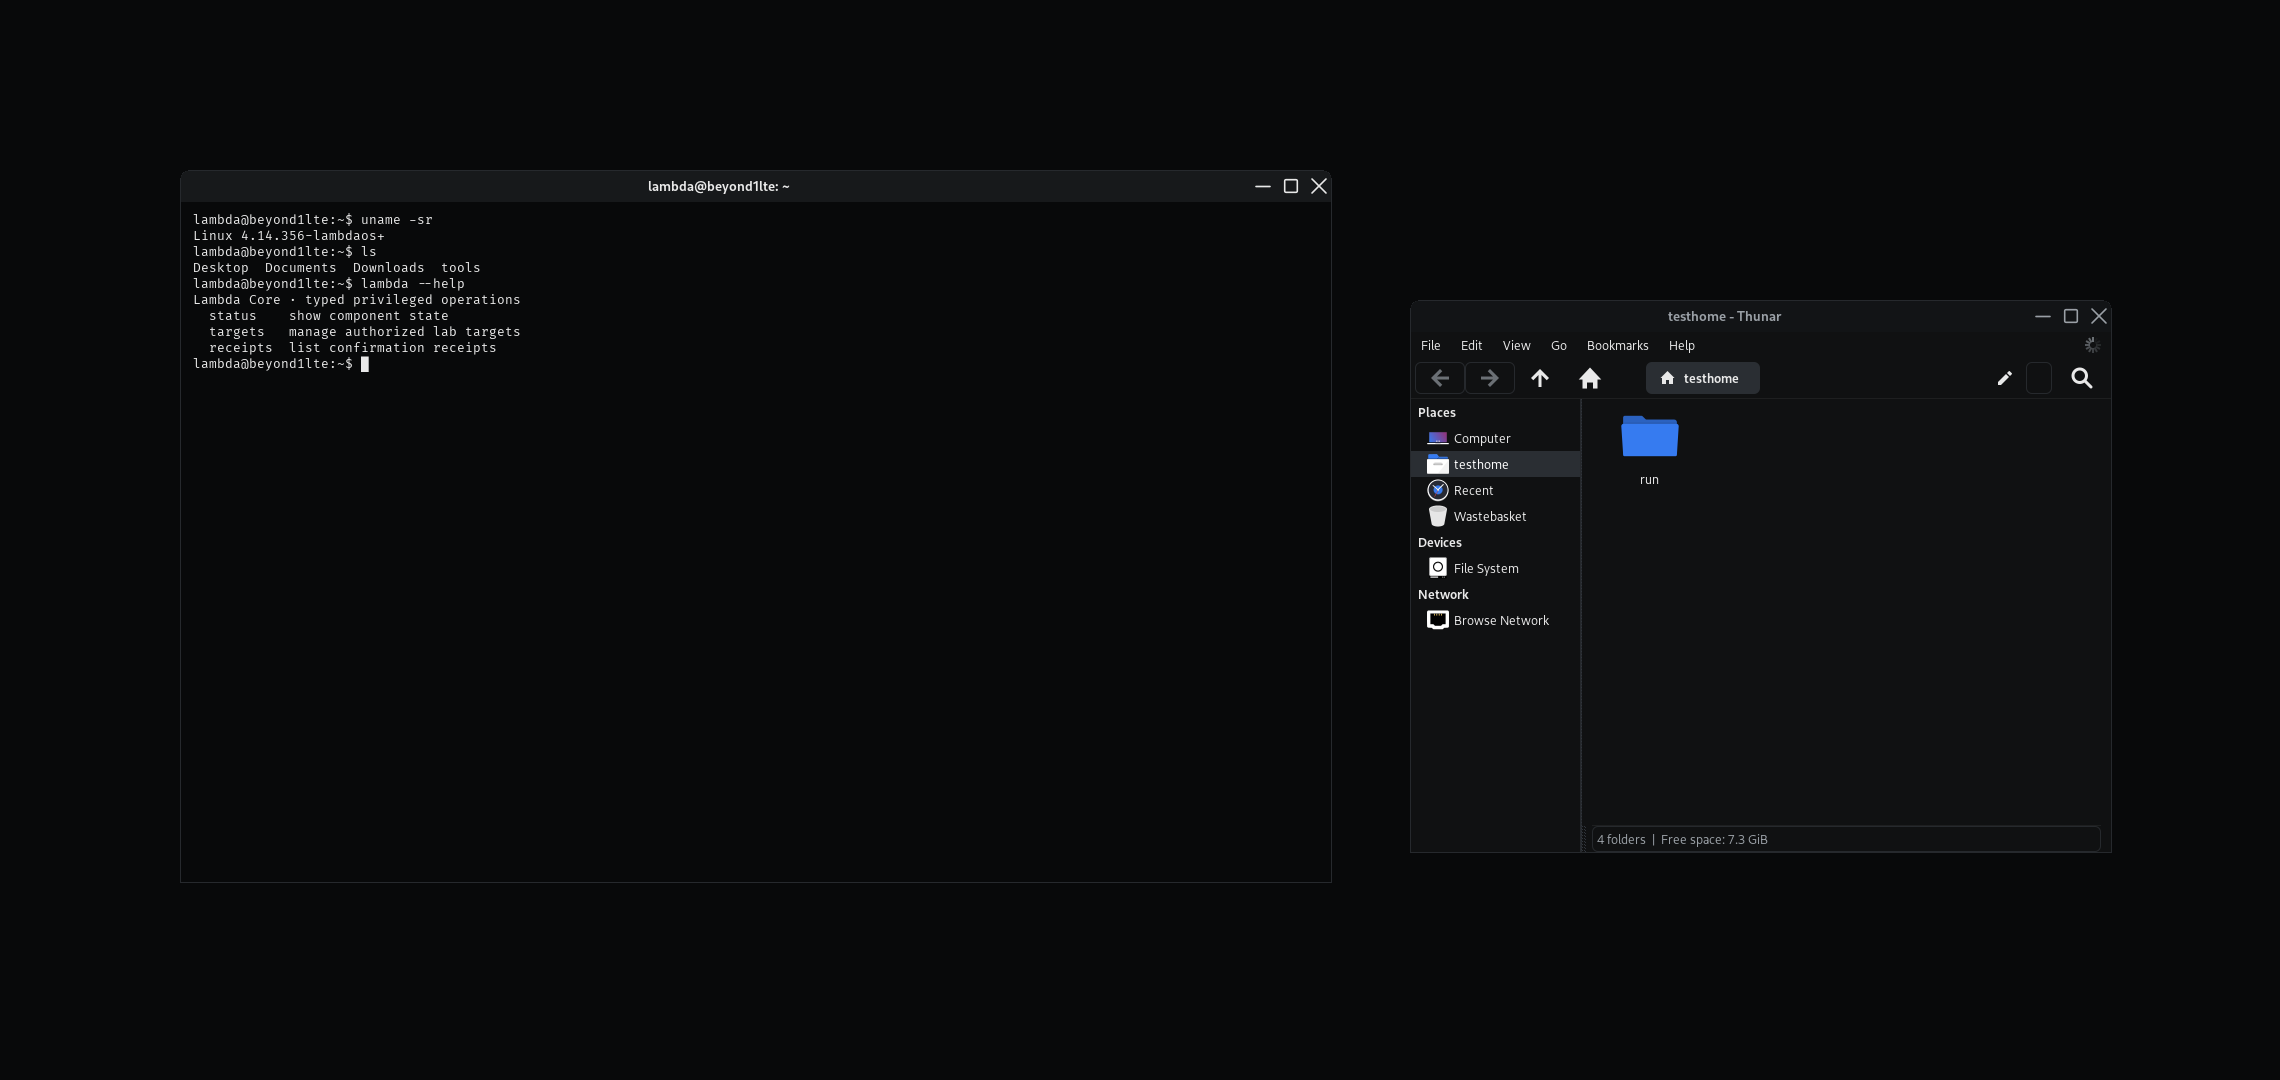 lambda@beyond1lte: ~
lambda@beyond1lte:~$ uname -sr
Linux 4.14.356-lambdaos+
lambda@beyond1lte:~$ ls
Desktop  Documents  Downloads  tools
lambda@beyond1lte:~$ lambda --help
Lambda Core · typed privileged operations
  status    show component state
  targets   manage authorized lab targets
  receipts  list confirmation receipts
lambda@beyond1lte:~$
testhome - Thunar
File Edit View Go Bookmarks Help
testhome
Places
Computer
testhome
Recent
Wastebasket
Devices
File System
Network
Browse Network
run
4 folders | Free space: 7.3 GiB